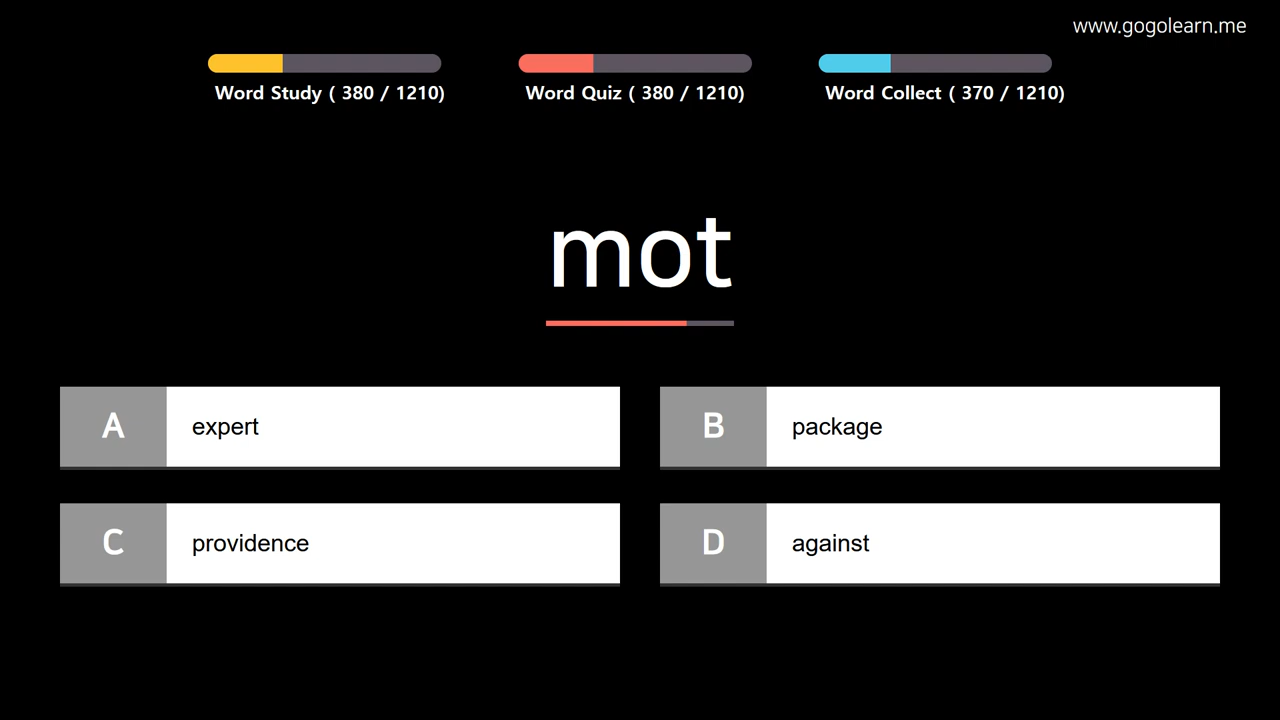 www.gogolearn.me
Word Study ( 380 / 1210)
Word Quiz ( 380 / 1210)
Word Collect ( 370 / 1210)
mot
A expert
B package
C providence
D against